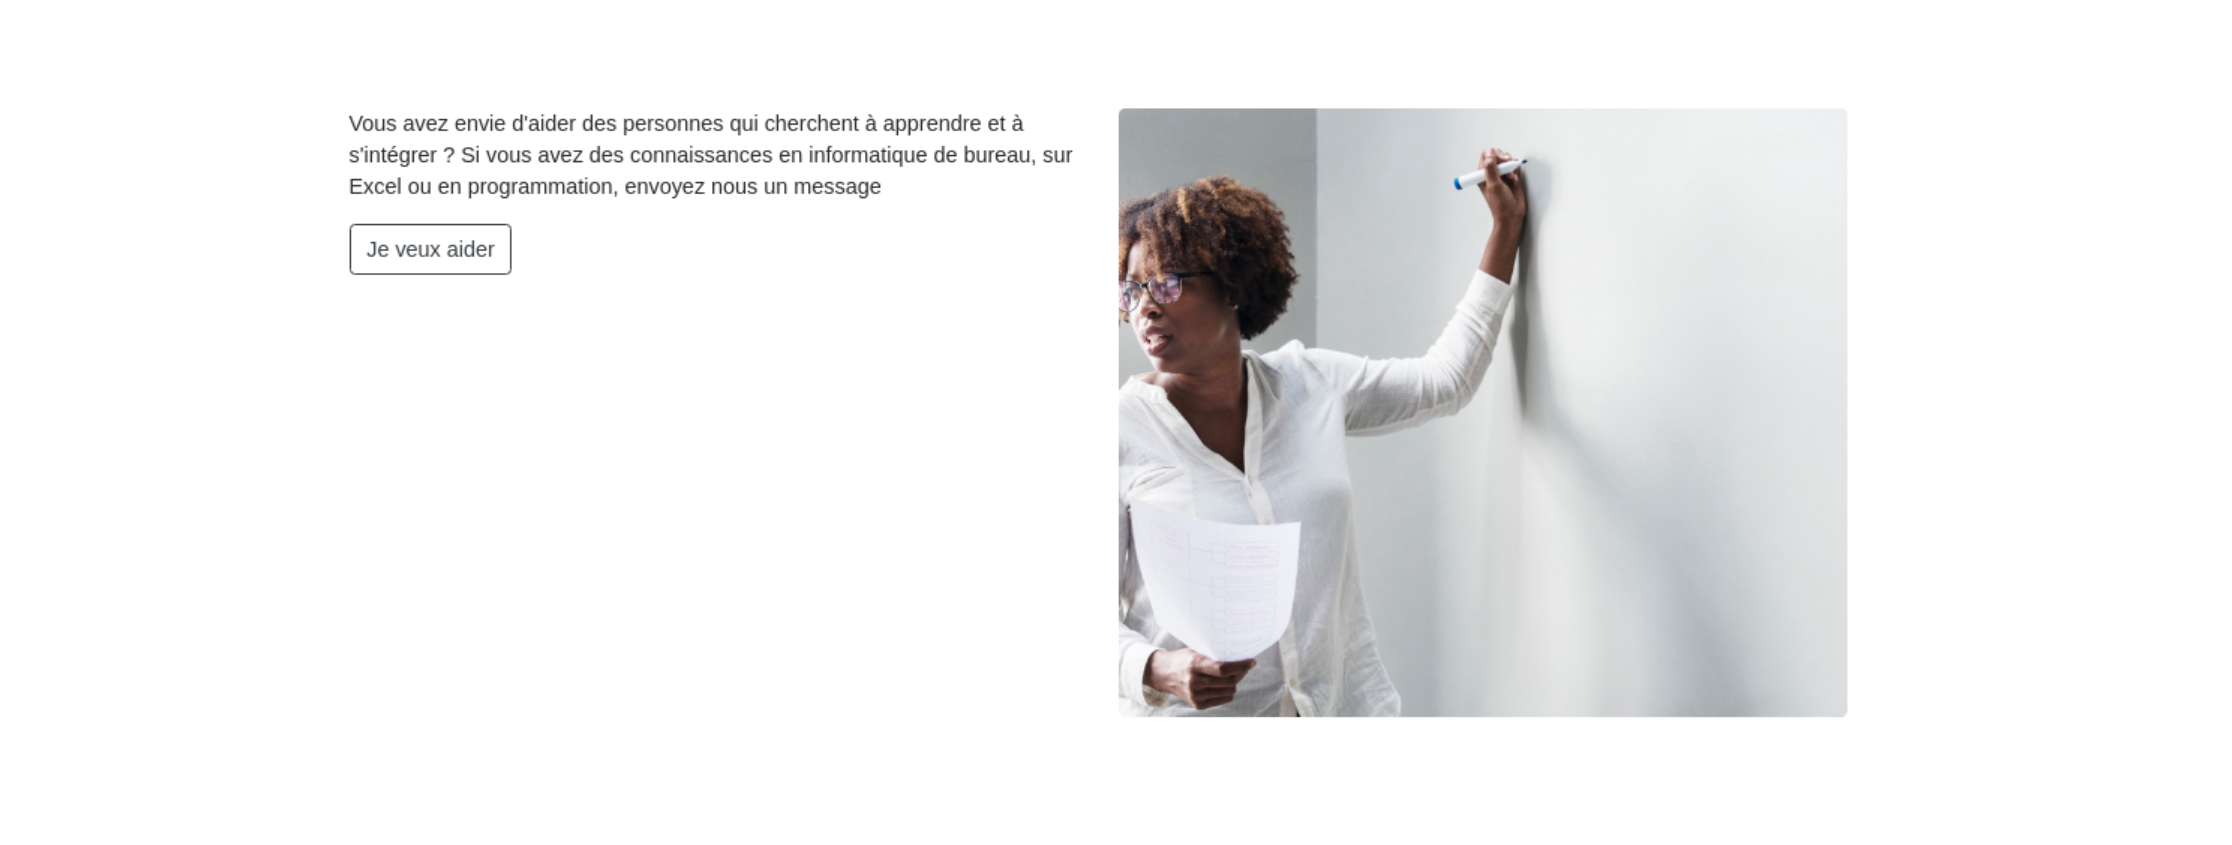 Vous avez envie d'aider des personnes qui cherchent à apprendre et à
s'intégrer ? Si vous avez des connaissances en informatique de bureau, sur
Excel ou en programmation, envoyez nous un message
Je veux aider